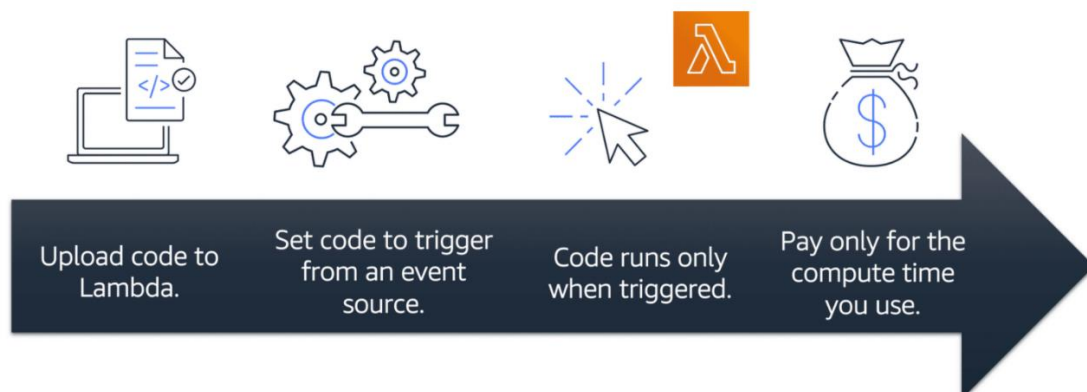 </>
$
Upload code to
Lambda.
Set code to trigger
from an event
source.
Code runs only
when triggered.
Pay only for the
compute time
you use.